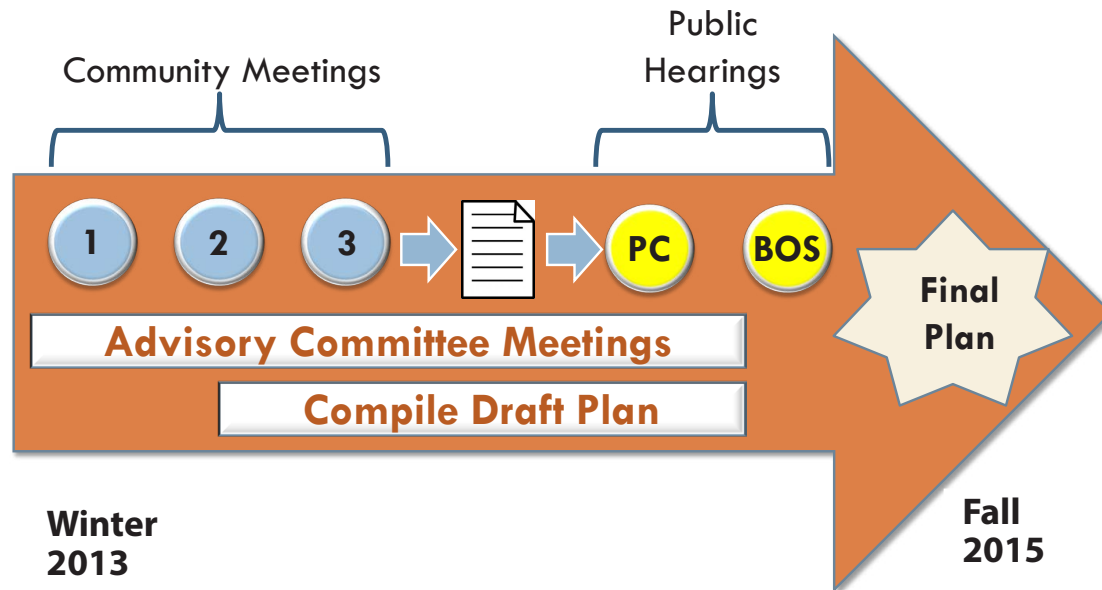 Community Meetings
Public
Hearings
1
2
3
PC
BOS
Final
Plan
Advisory Committee Meetings
Compile Draft Plan
Winter
2013
Fall
2015